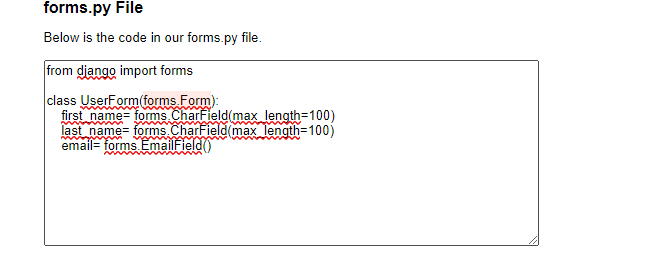 forms.py File
Below is the code in our forms.py file.
from django import forms
class UserForm(forms.Form):
first_name= forms.CharField(max_length=100)
last_name= forms.CharField(max_length=100)
email= forms.EmailField()